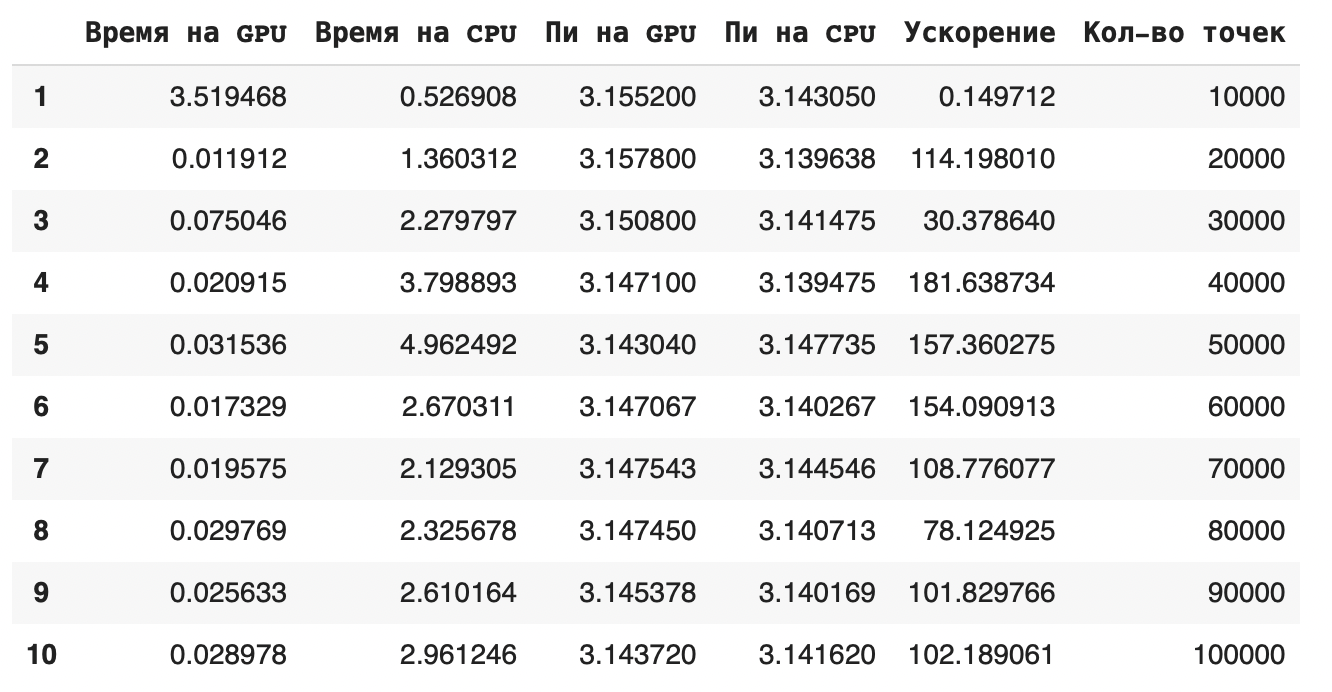 Время на GPU Время на CPU Пи на GPU Пи на CPU Ускорение Кол-во точек
1 3.519468 0.526908 3.155200 3.143050 0.149712 10000
2 0.011912 1.360312 3.157800 3.139638 114.198010 20000
3 0.075046 2.279797 3.150800 3.141475 30.378640 30000
4 0.020915 3.798893 3.147100 3.139475 181.638734 40000
5 0.031536 4.962492 3.143040 3.147735 157.360275 50000
6 0.017329 2.670311 3.147067 3.140267 154.090913 60000
7 0.019575 2.129305 3.147543 3.144546 108.776077 70000
8 0.029769 2.325678 3.147450 3.140713 78.124925 80000
9 0.025633 2.610164 3.145378 3.140169 101.829766 90000
10 0.028978 2.961246 3.143720 3.141620 102.189061 100000